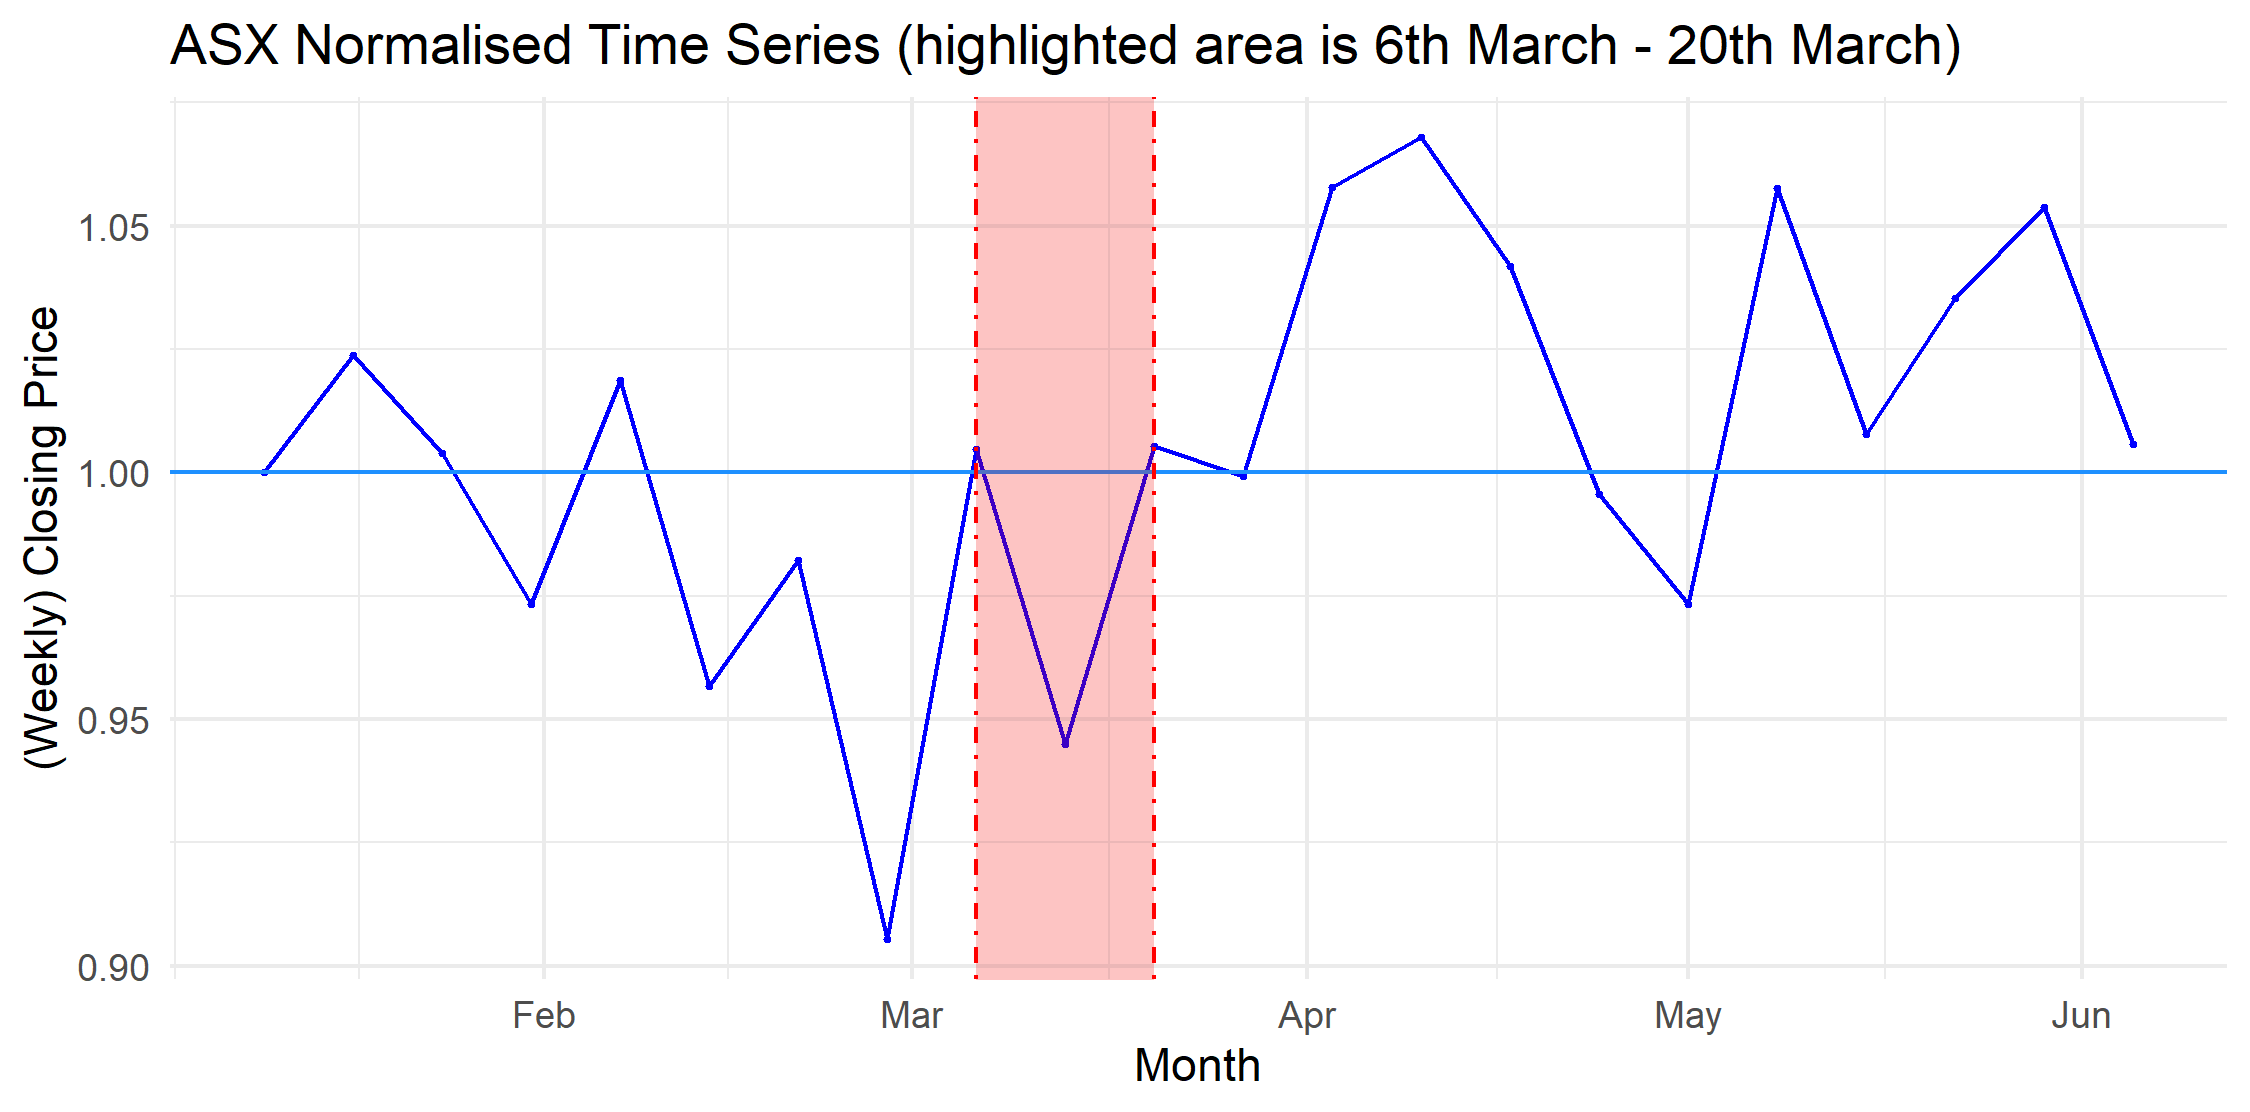 ASX Normalised Time Series (highlighted area is 6th March - 20th March)
(Weekly) Closing Price
1.05
1.00
0.95
0.90
Feb
Mar
Apr
May
Jun
Month